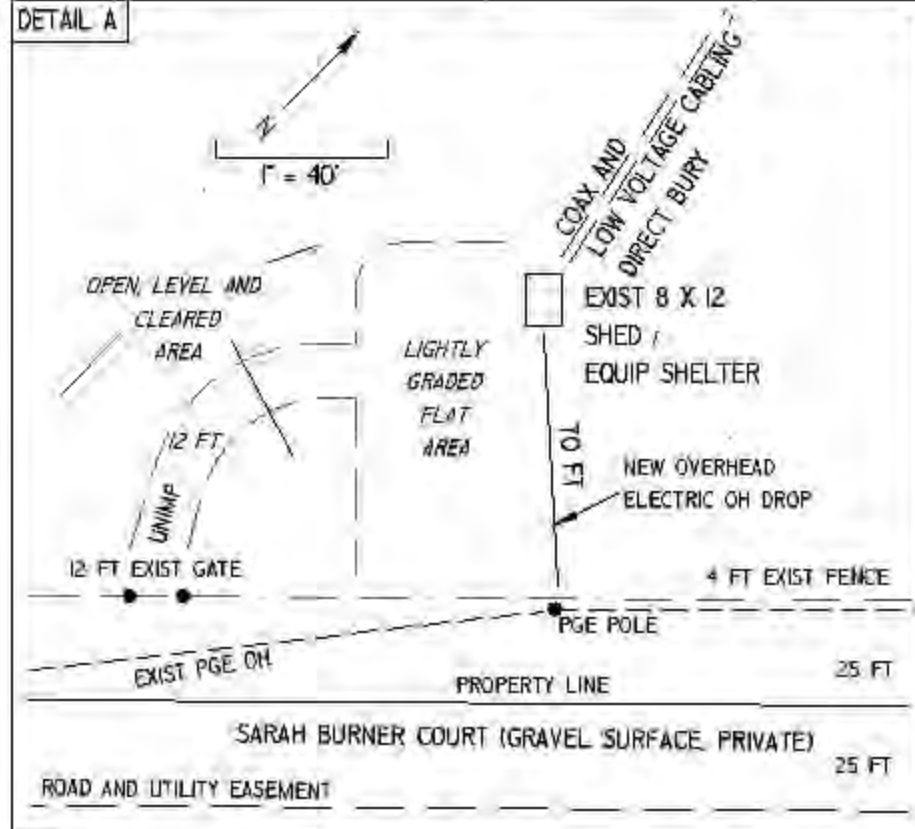 DETAIL A
N
1" = 40'
COAX AND
LOW VOLTAGE CABLING
DIRECT BURY
OPEN, LEVEL AND
CLEARED
AREA
EXIST 8 X 12
SHED /
EQUIP SHELTER
LIGHTLY
GRADED
FLAT
AREA
12 FT
UNIMP
TO FT
NEW OVERHEAD
ELECTRIC OH DROP
12 FT EXIST GATE
4 FT EXIST FENCE
PGE POLE
EXIST PGE OH
25 FT
PROPERTY LINE
SARAH BURNER COURT (GRAVEL SURFACE, PRIVATE)
25 FT
ROAD AND UTILITY EASEMENT